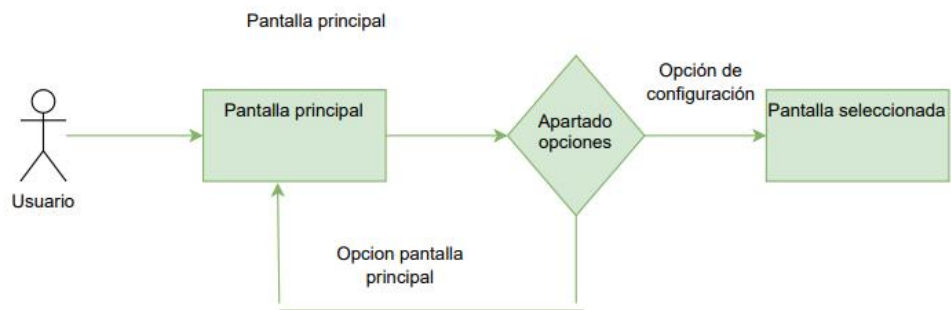 Pantalla principal
Usuario
Pantalla principal
Apartado
opciones
Opción de
configuración
Pantalla seleccionada
Opcion pantalla
principal